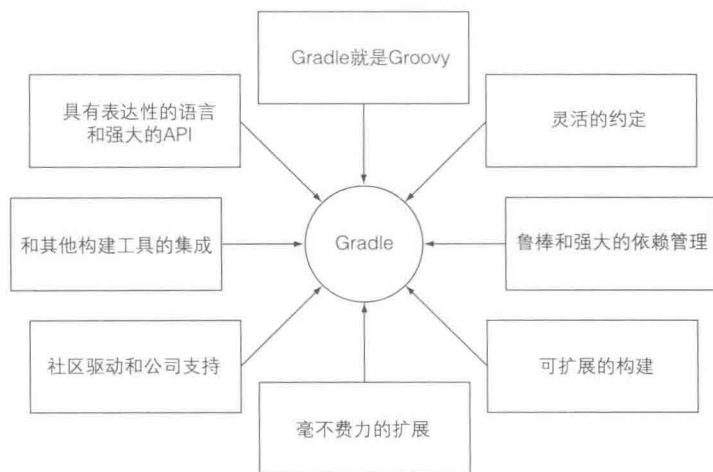 Gradle就是Groovy
具有表达性的语言
和强大的API
灵活的约定
和其他构建工具的集成
Gradle
鲁棒和强大的依赖管理
社区驱动和公司支持
可扩展的构建
毫不费力的扩展